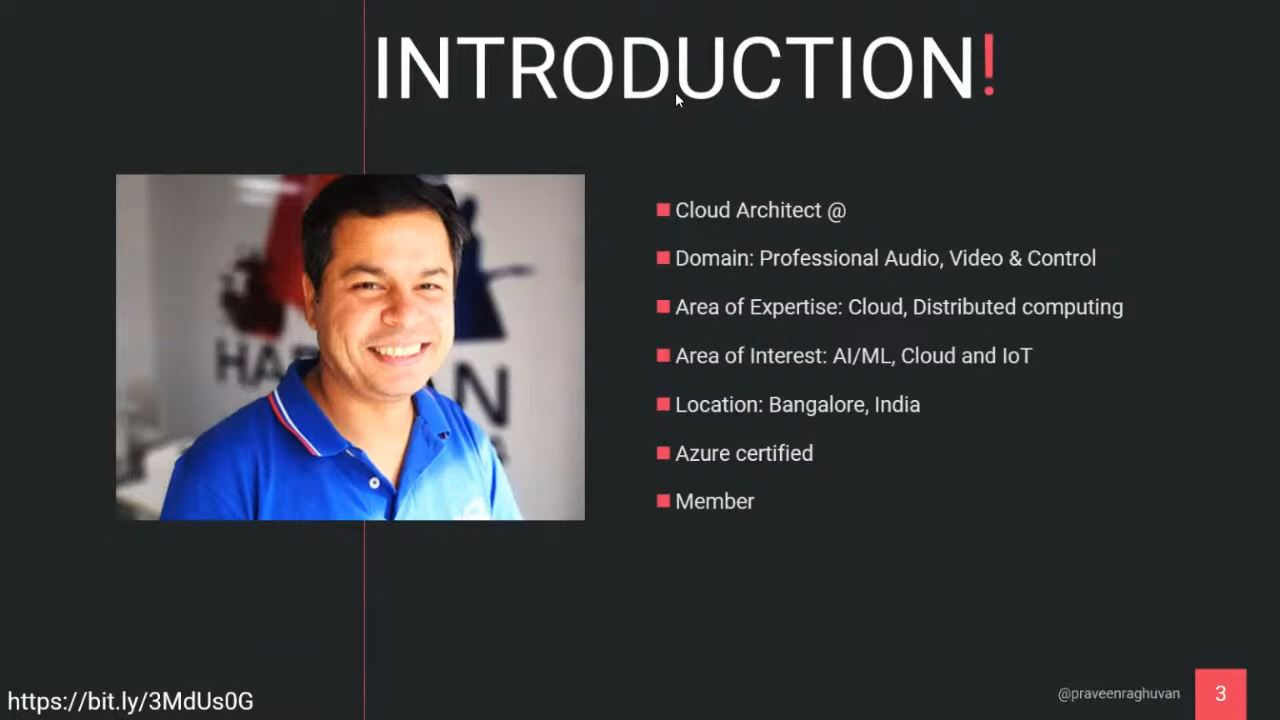 INTRODUCTION!
Cloud Architect @
Domain: Professional Audio, Video & Control
Area of Expertise: Cloud, Distributed computing
Area of Interest: AI/ML, Cloud and IoT
Location: Bangalore, India
Azure certified
Member
https://bit.ly/3MdUs0G
@praveenraghuvan
3